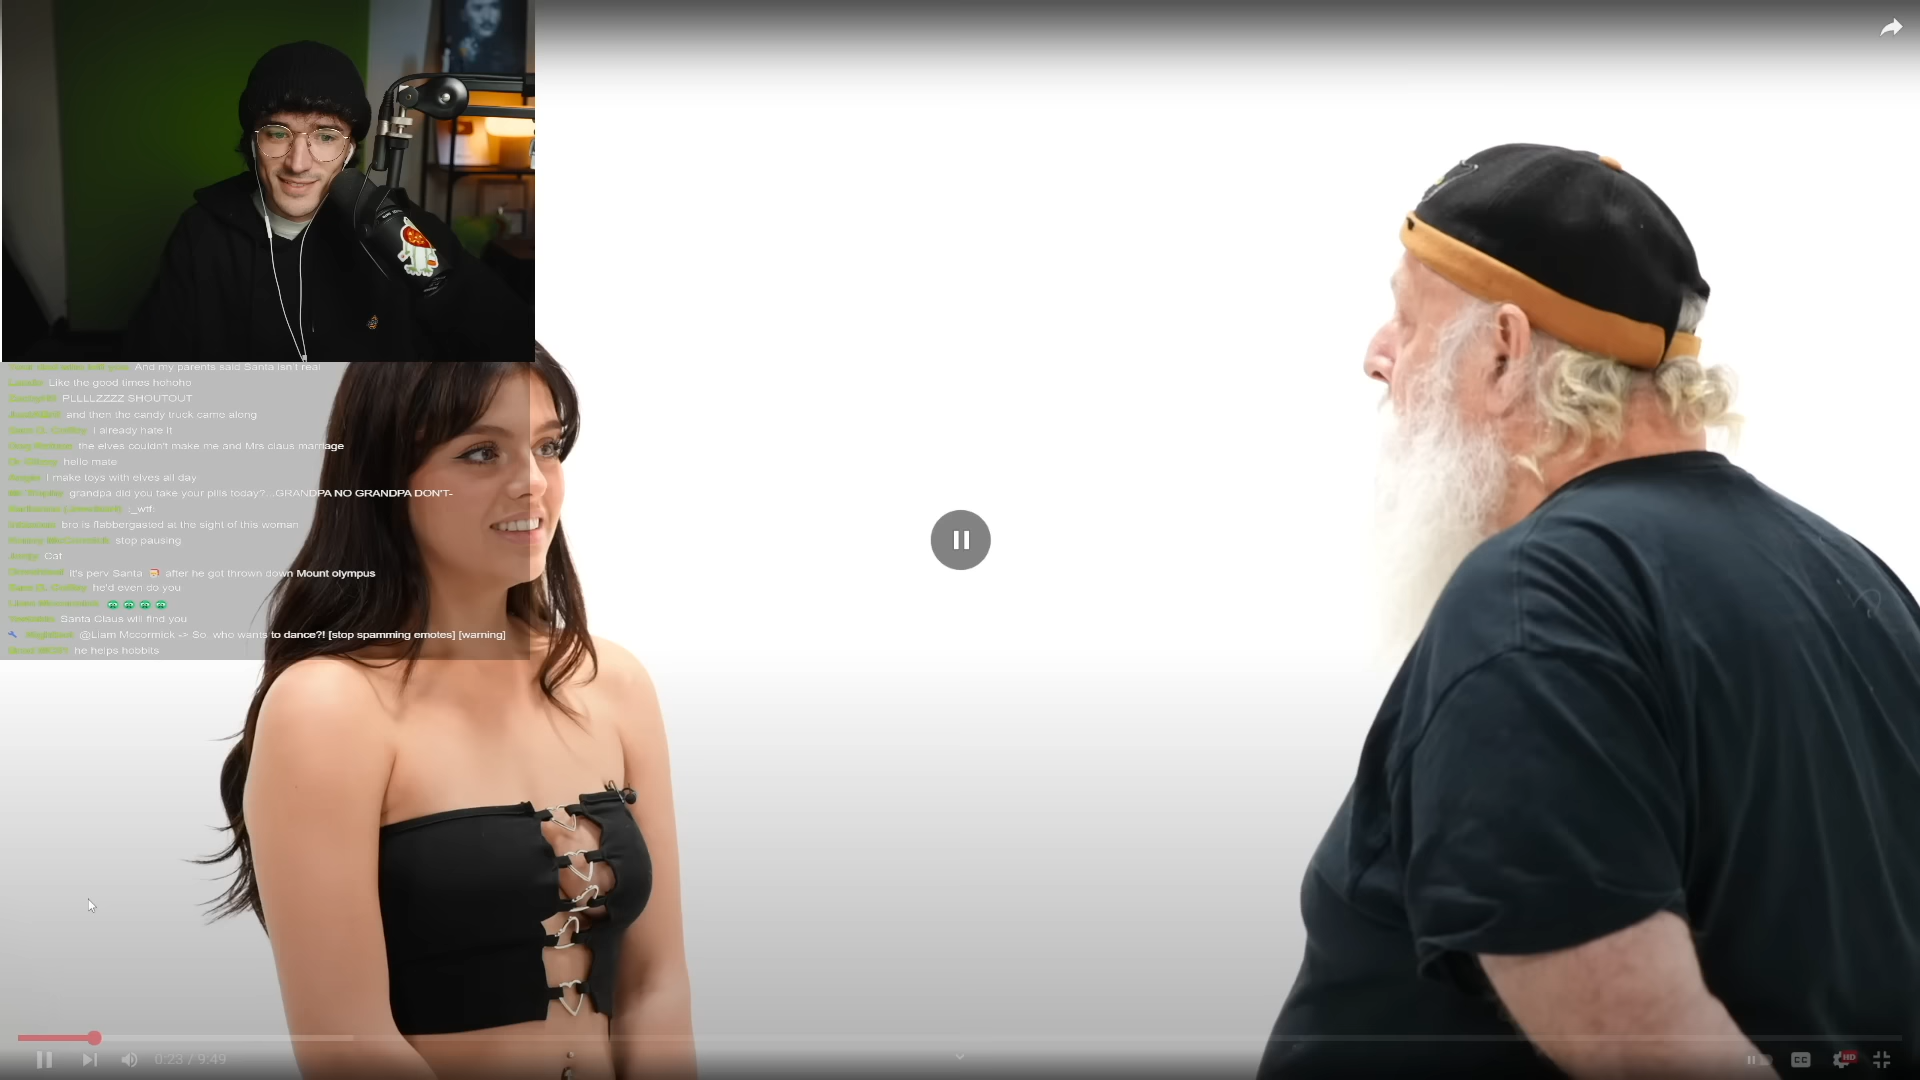 And my parents said Santa isn't real
Like the good times hohoho
PLLLLZZZZ SHOUTOUT
and then the candy truck came along
i already hate it
the elves couldn't make me and Mrs claus marriage
hello mate
I make toys with elves all day
grandpa did you take your pills today?...GRANDPA NO GRANDPA DON'T-
:_wtf:
bro is flabbergasted at the sight of this woman
stop pausing
Cat
it's perv Santa 🎅 after he got thrown down Mount olympus
he'd even do you
Santa Claus will find you
@Liam Mccormick -> So, who wants to dance?! [stop spamming emotes] [warning]
he helps hobbits
0:23 / 9:49
CC
HD